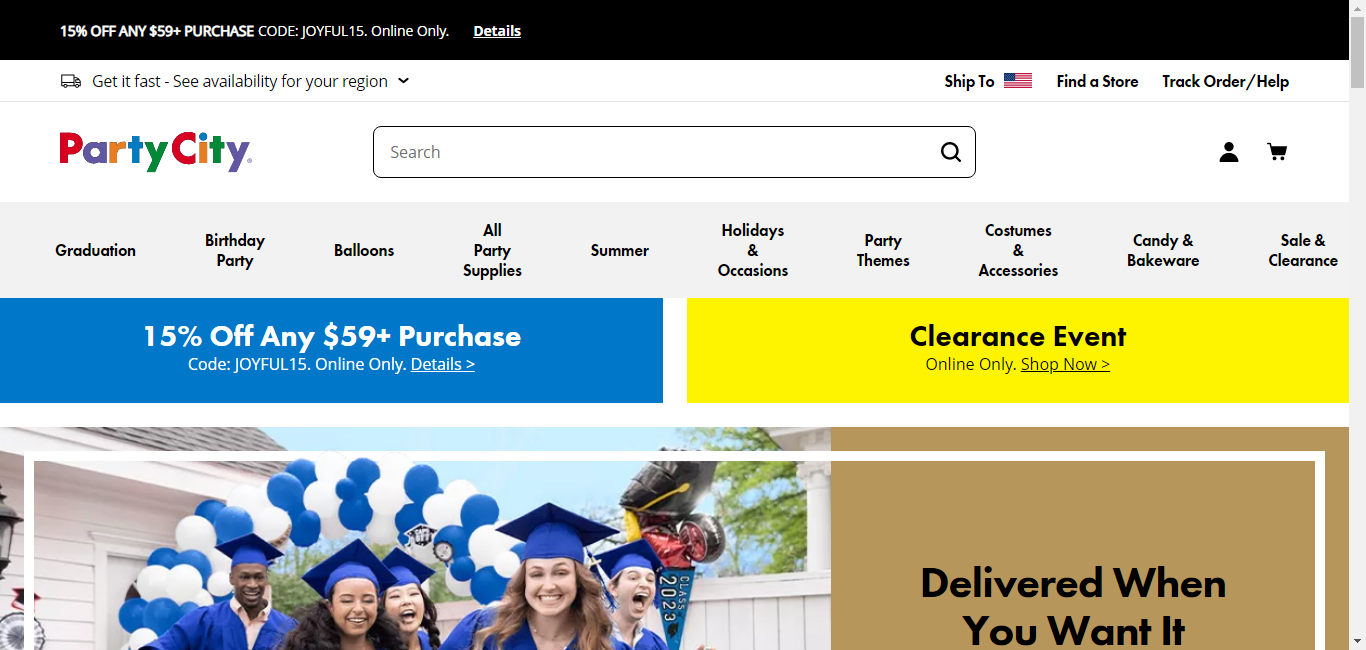 15% OFF ANY $59+ PURCHASE CODE: JOYFUL15. Online Only. Details
Get it fast - See availability for your region
Ship To
Find a Store
Track Order/Help
PartyCity
Search
Graduation
Birthday
Party
Balloons
All
Party
Supplies
Summer
Holidays
&
Occasions
Party
Themes
Costumes
&
Accessories
Candy &
Bakeware
Sale &
Clearance
15% Off Any $59+ Purchase
Code: JOYFUL15. Online Only. Details >
Clearance Event
Online Only. Shop Now >
CLASS
2023
Delivered When
You Want It